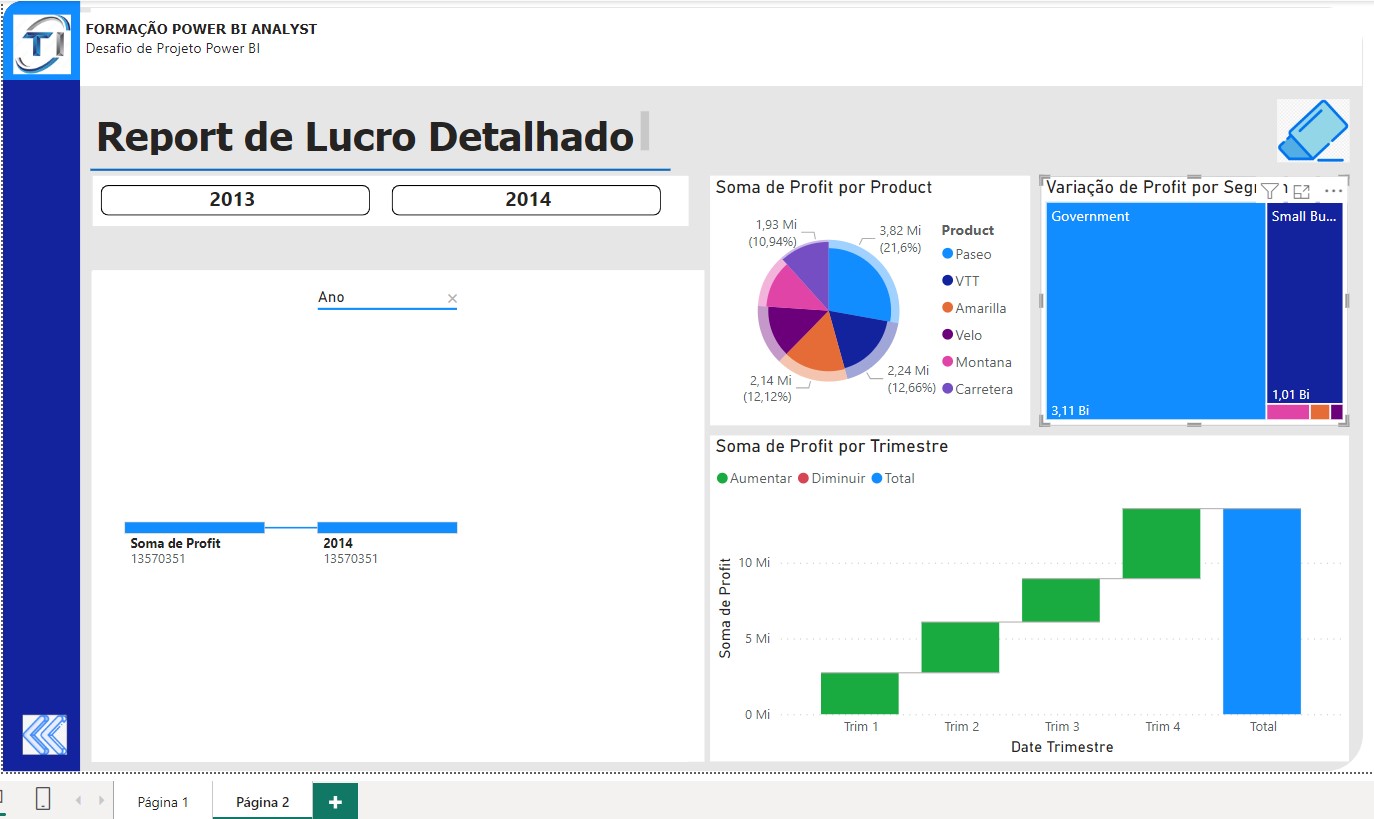 TI
FORMAÇÃO POWER BI ANALYST
Desafio de Projeto Power BI
Report de Lucro Detalhado
2013
2014
Ano
Soma de Profit
13570351
2014
13570351
Soma de Profit por Product
1,93 Mi
(10,94%)
3,82 Mi
(21,6%)
2,24 Mi
(12,66%)
2,14 Mi
(12,12%)
Product
Paseo
VTT
Amarilla
Velo
Montana
Carretera
Variação de Profit por Seg
Government
3,11 Bi
Small Bu...
1,01 Bi
Soma de Profit por Trimestre
Aumentar Diminuir Total
Soma de Profit
10 Mi
5 Mi
0 Mi
Trim 1 Trim 2 Trim 3 Trim 4 Total
Date Trimestre
Página 1 Página 2